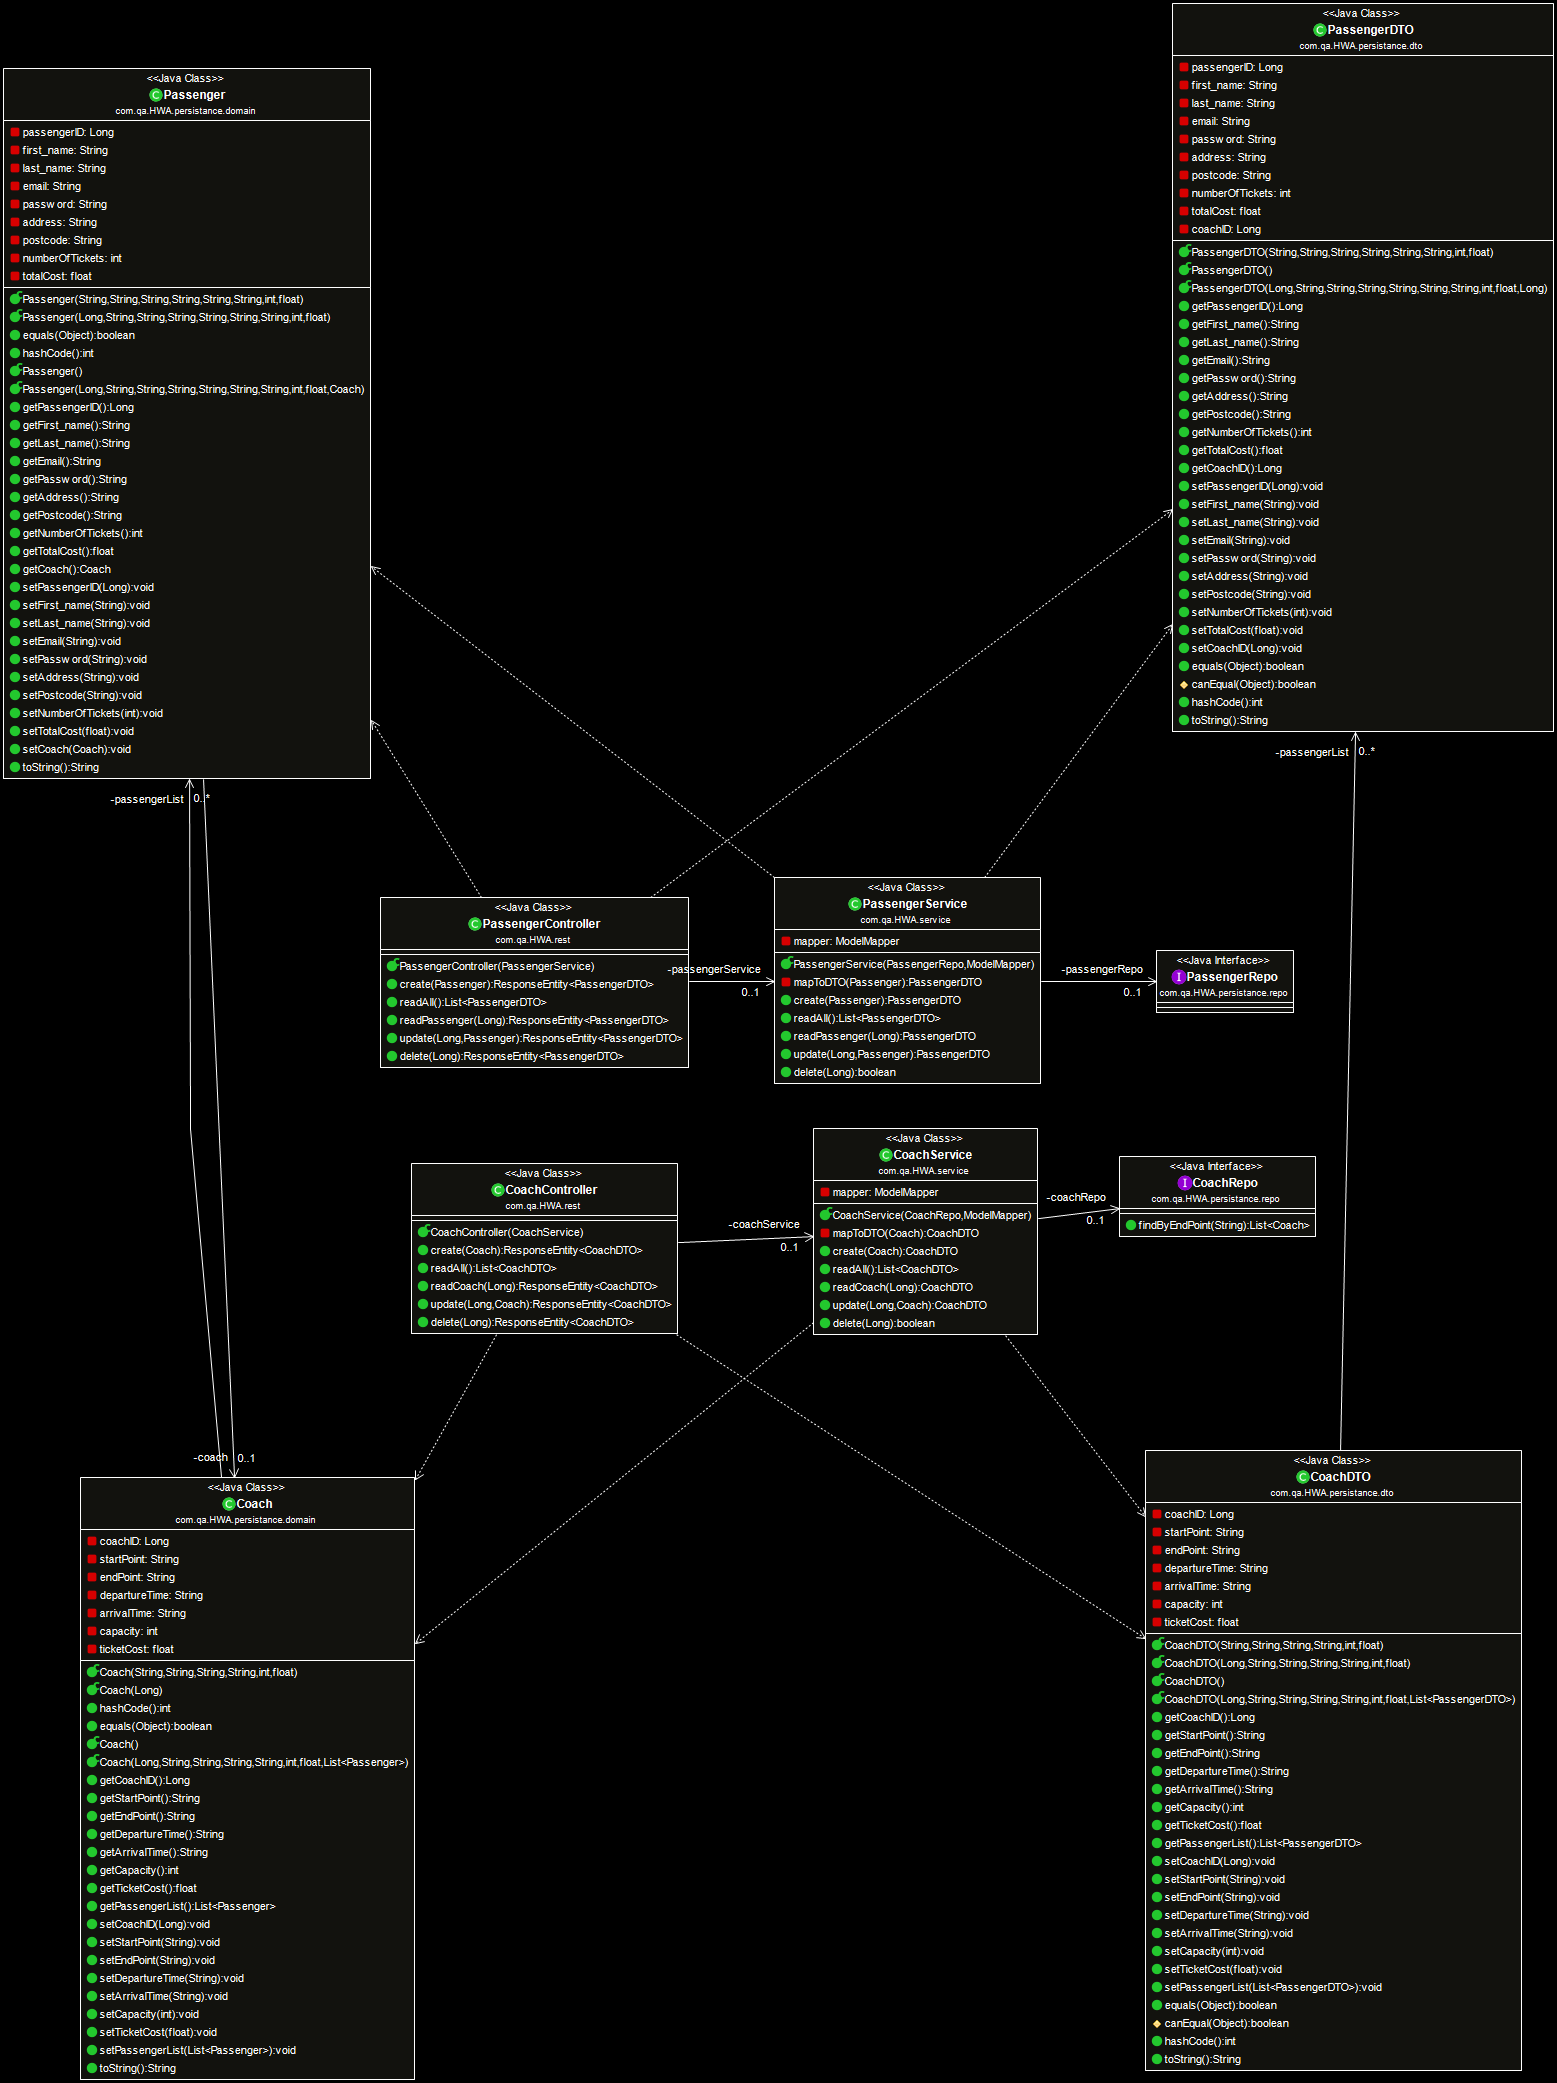 <<Java Class>>
Passenger
com.qa.HWA.persistance.domain
passengerID: Long
first_name: String
last_name: String
email: String
passw ord: String
address: String
postcode: String
numberOfTickets: int
totalCost: float
Passenger(String,String,String,String,String,String,int,float)
Passenger(Long,String,String,String,String,String,String,int,float)
equals(Object):boolean
hashCode():int
Passenger()
Passenger(Long,String,String,String,String,String,String,int,float,Coach)
getPassengerID():Long
getFirst_name():String
getLast_name():String
getEmail():String
getPassw ord():String
getAddress():String
getPostcode():String
getNumberOfTickets():int
getTotalCost():float
getCoach():Coach
setPassengerID(Long):void
setFirst_name(String):void
setLast_name(String):void
setEmail(String):void
setPassw ord(String):void
setAddress(String):void
setPostcode(String):void
setNumberOfTickets(int):void
setTotalCost(float):void
setCoach(Coach):void
toString():String
<<Java Class>>
PassengerDTO
com.qa.HWA.persistance.dto
passengerID: Long
first_name: String
last_name: String
email: String
passw ord: String
address: String
postcode: String
numberOfTickets: int
totalCost: float
coachID: Long
PassengerDTO(String,String,String,String,String,String,int,float)
PassengerDTO()
PassengerDTO(Long,String,String,String,String,String,String,int,float,Long)
getPassengerID():Long
getFirst_name():String
getLast_name():String
getEmail():String
getPassw ord():String
getAddress():String
getPostcode():String
getNumberOfTickets():int
getTotalCost():float
getCoachID():Long
setPassengerID(Long):void
setFirst_name(String):void
setLast_name(String):void
setEmail(String):void
setPassw ord(String):void
setAddress(String):void
setPostcode(String):void
setNumberOfTickets(int):void
setTotalCost(float):void
setCoachID(Long):void
equals(Object):boolean
canEqual(Object):boolean
hashCode():int
toString():String
-passengerList 0..*
-passengerList 0..*
<<Java Class>>
PassengerController
com.qa.HWA.rest
PassengerController(PassengerService)
create(Passenger):ResponseEntity<PassengerDTO>
readAll():List<PassengerDTO>
readPassenger(Long):ResponseEntity<PassengerDTO>
update(Long,Passenger):ResponseEntity<PassengerDTO>
delete(Long):ResponseEntity<PassengerDTO>
-passengerService
0..1
<<Java Class>>
PassengerService
com.qa.HWA.service
mapper: ModelMapper
PassengerService(PassengerRepo,ModelMapper)
mapToDTO(Passenger):PassengerDTO
create(Passenger):PassengerDTO
readAll():List<PassengerDTO>
readPassenger(Long):PassengerDTO
update(Long,Passenger):PassengerDTO
delete(Long):boolean
-passengerRepo
0..1
<<Java Interface>>
PassengerRepo
com.qa.HWA.persistance.repo
<<Java Class>>
CoachController
com.qa.HWA.rest
CoachController(CoachService)
create(Coach):ResponseEntity<CoachDTO>
readAll():List<CoachDTO>
readCoach(Long):ResponseEntity<CoachDTO>
update(Long,Coach):ResponseEntity<CoachDTO>
delete(Long):ResponseEntity<CoachDTO>
-coachService
0..1
<<Java Class>>
CoachService
com.qa.HWA.service
mapper: ModelMapper
CoachService(CoachRepo,ModelMapper)
mapToDTO(Coach):CoachDTO
create(Coach):CoachDTO
readAll():List<CoachDTO>
readCoach(Long):CoachDTO
update(Long,Coach):CoachDTO
delete(Long):boolean
-coachRepo
0..1
<<Java Interface>>
CoachRepo
com.qa.HWA.persistance.repo
findByEndPoint(String):List<Coach>
-coach 0..1
<<Java Class>>
Coach
com.qa.HWA.persistance.domain
coachID: Long
startPoint: String
endPoint: String
departureTime: String
arrivalTime: String
capacity: int
ticketCost: float
Coach(String,String,String,String,int,float)
Coach(Long)
hashCode():int
equals(Object):boolean
Coach()
Coach(Long,String,String,String,String,int,float,List<Passenger>)
getCoachID():Long
getStartPoint():String
getEndPoint():String
getDepartureTime():String
getArrivalTime():String
getCapacity():int
getTicketCost():float
getPassengerList():List<Passenger>
setCoachID(Long):void
setStartPoint(String):void
setEndPoint(String):void
setDepartureTime(String):void
setArrivalTime(String):void
setCapacity(int):void
setTicketCost(float):void
setPassengerList(List<Passenger>):void
toString():String
<<Java Class>>
CoachDTO
com.qa.HWA.persistance.dto
coachID: Long
startPoint: String
endPoint: String
departureTime: String
arrivalTime: String
capacity: int
ticketCost: float
CoachDTO(String,String,String,String,int,float)
CoachDTO(Long,String,String,String,String,int,float)
CoachDTO()
CoachDTO(Long,String,String,String,String,int,float,List<PassengerDTO>)
getCoachID():Long
getStartPoint():String
getEndPoint():String
getDepartureTime():String
getArrivalTime():String
getCapacity():int
getTicketCost():float
getPassengerList():List<PassengerDTO>
setCoachID(Long):void
setStartPoint(String):void
setEndPoint(String):void
setDepartureTime(String):void
setArrivalTime(String):void
setCapacity(int):void
setTicketCost(float):void
setPassengerList(List<PassengerDTO>):void
equals(Object):boolean
canEqual(Object):boolean
hashCode():int
toString():String